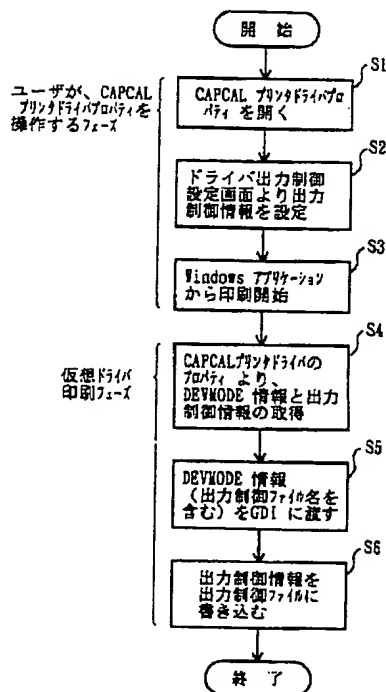 開 始
ユーザが、CAPCAL
プリンタドライバプロパティを
操作するフェーズ
S1
CAPCAL プリンタドライバプロ
パティ を開く
S2
ドライバ出力制御
設定画面より出力
制御情報を設定
S3
Windows アプリケーション
から印刷開始
仮想ドライバ
印刷フェーズ
S4
CAPCALプリンタドライバの
プロパティ より、
DEVMODE 情報と出力
制御情報の取得
S5
DEVMODE 情報
(出力制御ファイル名を
含む)をGDI に渡す
S6
出力制御情報を
出力制御ファイルに
書き込む
終 了